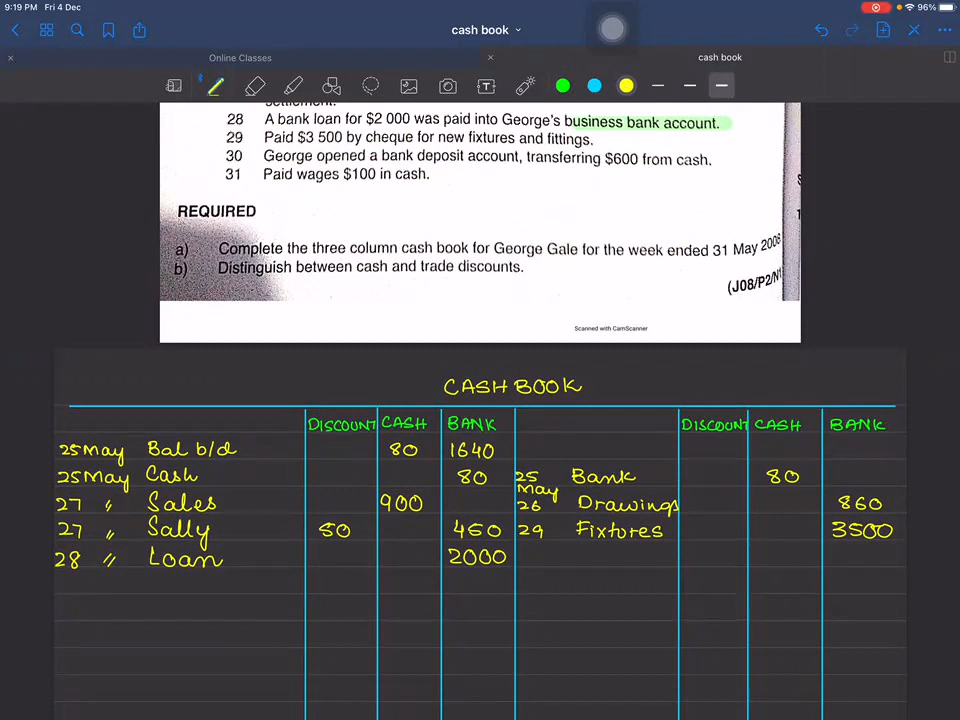 9:19 PM Fri 4 Dec
96%
cash book
Online Classes
cash book
settlement.
28 A bank loan for $2 000 was paid into George's business bank account.
29 Paid $3 500 by cheque for new fixtures and fittings.
30 George opened a bank deposit account, transferring $600 from cash.
31 Paid wages $100 in cash.
REQUIRED
a) Complete the three column cash book for George Gale for the week ended 31 May 2006
b) Distinguish between cash and trade discounts.
(J08/P2/N1
Scanned with CamScanner
CASH BOOK
DISCOUNT CASH BANK DISCOUNT CASH BANK
25 May Bal b/d 80 1640
25 May Cash 80 25 May Bank 80
27 " Sales 900 26 Drawings 860
27 " Sally 50 450 29 Fixtures 3500
28 " Loan 2000